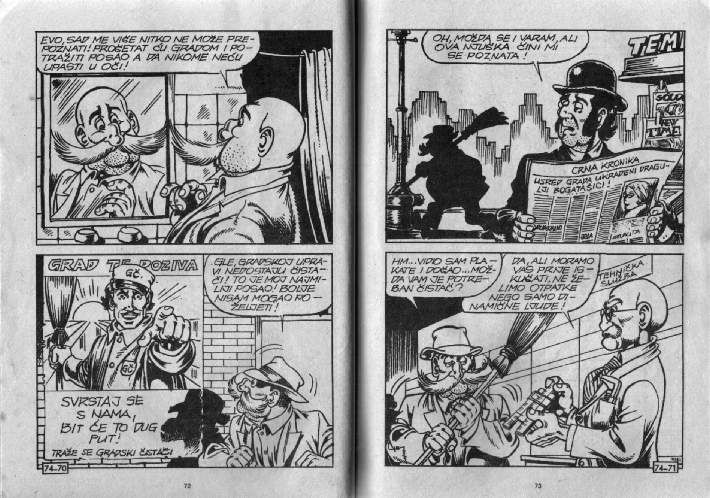 EVO, SAD ME VIŠE NITKO NE MOŽE PRE-
POZNATI! PROŠETAT ĆU GRADOM I PO-
TRAŽITI POSAO A DA NIKOME NEĆU
UPASTI U OČI!
GRAD TE POZIVA
GČ
GČ
SVRSTAJ SE
S NAMA,
BIT ĆE TO DUG
PUT!
TRAŽE SE GRADSKI ČISTAČI
GLE, GRADSKOJ UPRA-
VI NEDOSTAJU ČISTA-
ČI! TO JE MOJ NAJMI-
LIJI POSAO! BOLJE
NISAM MOGAO PO-
ŽELJETI!
74-70
72
OH, MOŽDA SE I VARAM, ALI
OVA NJUŠKA ČINI MI
SE POZNATA!
TEM
TIME
CRNA KRONIKA
USRED GRADA UKRADENI DRAGU-
LJI BOGATAŠICI!
HM... VIDIO SAM PLA-
KATE I DOŠAO... MOŽ-
DA VAM JE POTRE-
BAN ČISTAČ?
DA, ALI MORAMO
VAS PRIJE IS-
KUŠATI, NE ŽE-
LIMO OTPATKE
NEGO SAMO DI-
NAMIČNE LJUDE!
TEHNIČKA
SLUŽBA
74-71
73